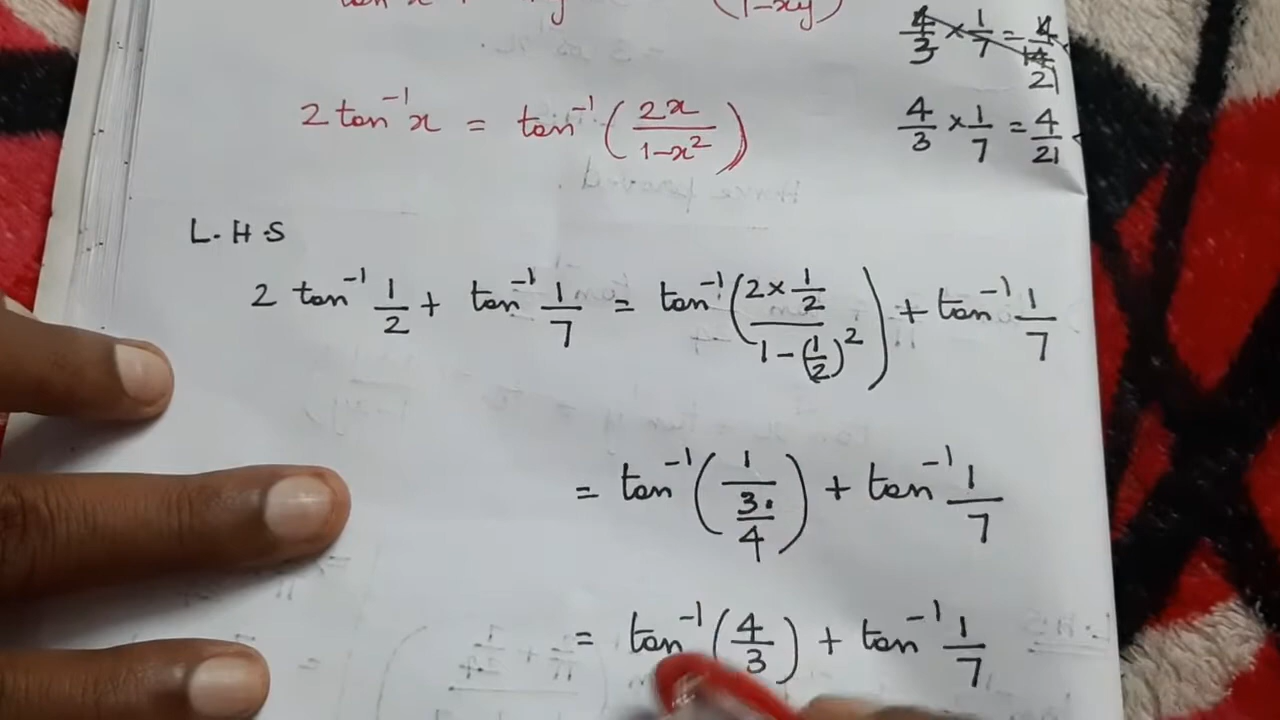 (1-xy)
4/3 × 1/7 = 4/21
2 tan⁻¹x = tan⁻¹(2x/(1-x²))
4/3 × 1/7 = 4/21
L.H.S
2 tan⁻¹ 1/2 + tan⁻¹ 1/7 = tan⁻¹((2×1/2)/(1-(1/2)²)) + tan⁻¹ 1/7
= tan⁻¹(1/(3/4)) + tan⁻¹ 1/7
= tan⁻¹(4/3) + tan⁻¹ 1/7